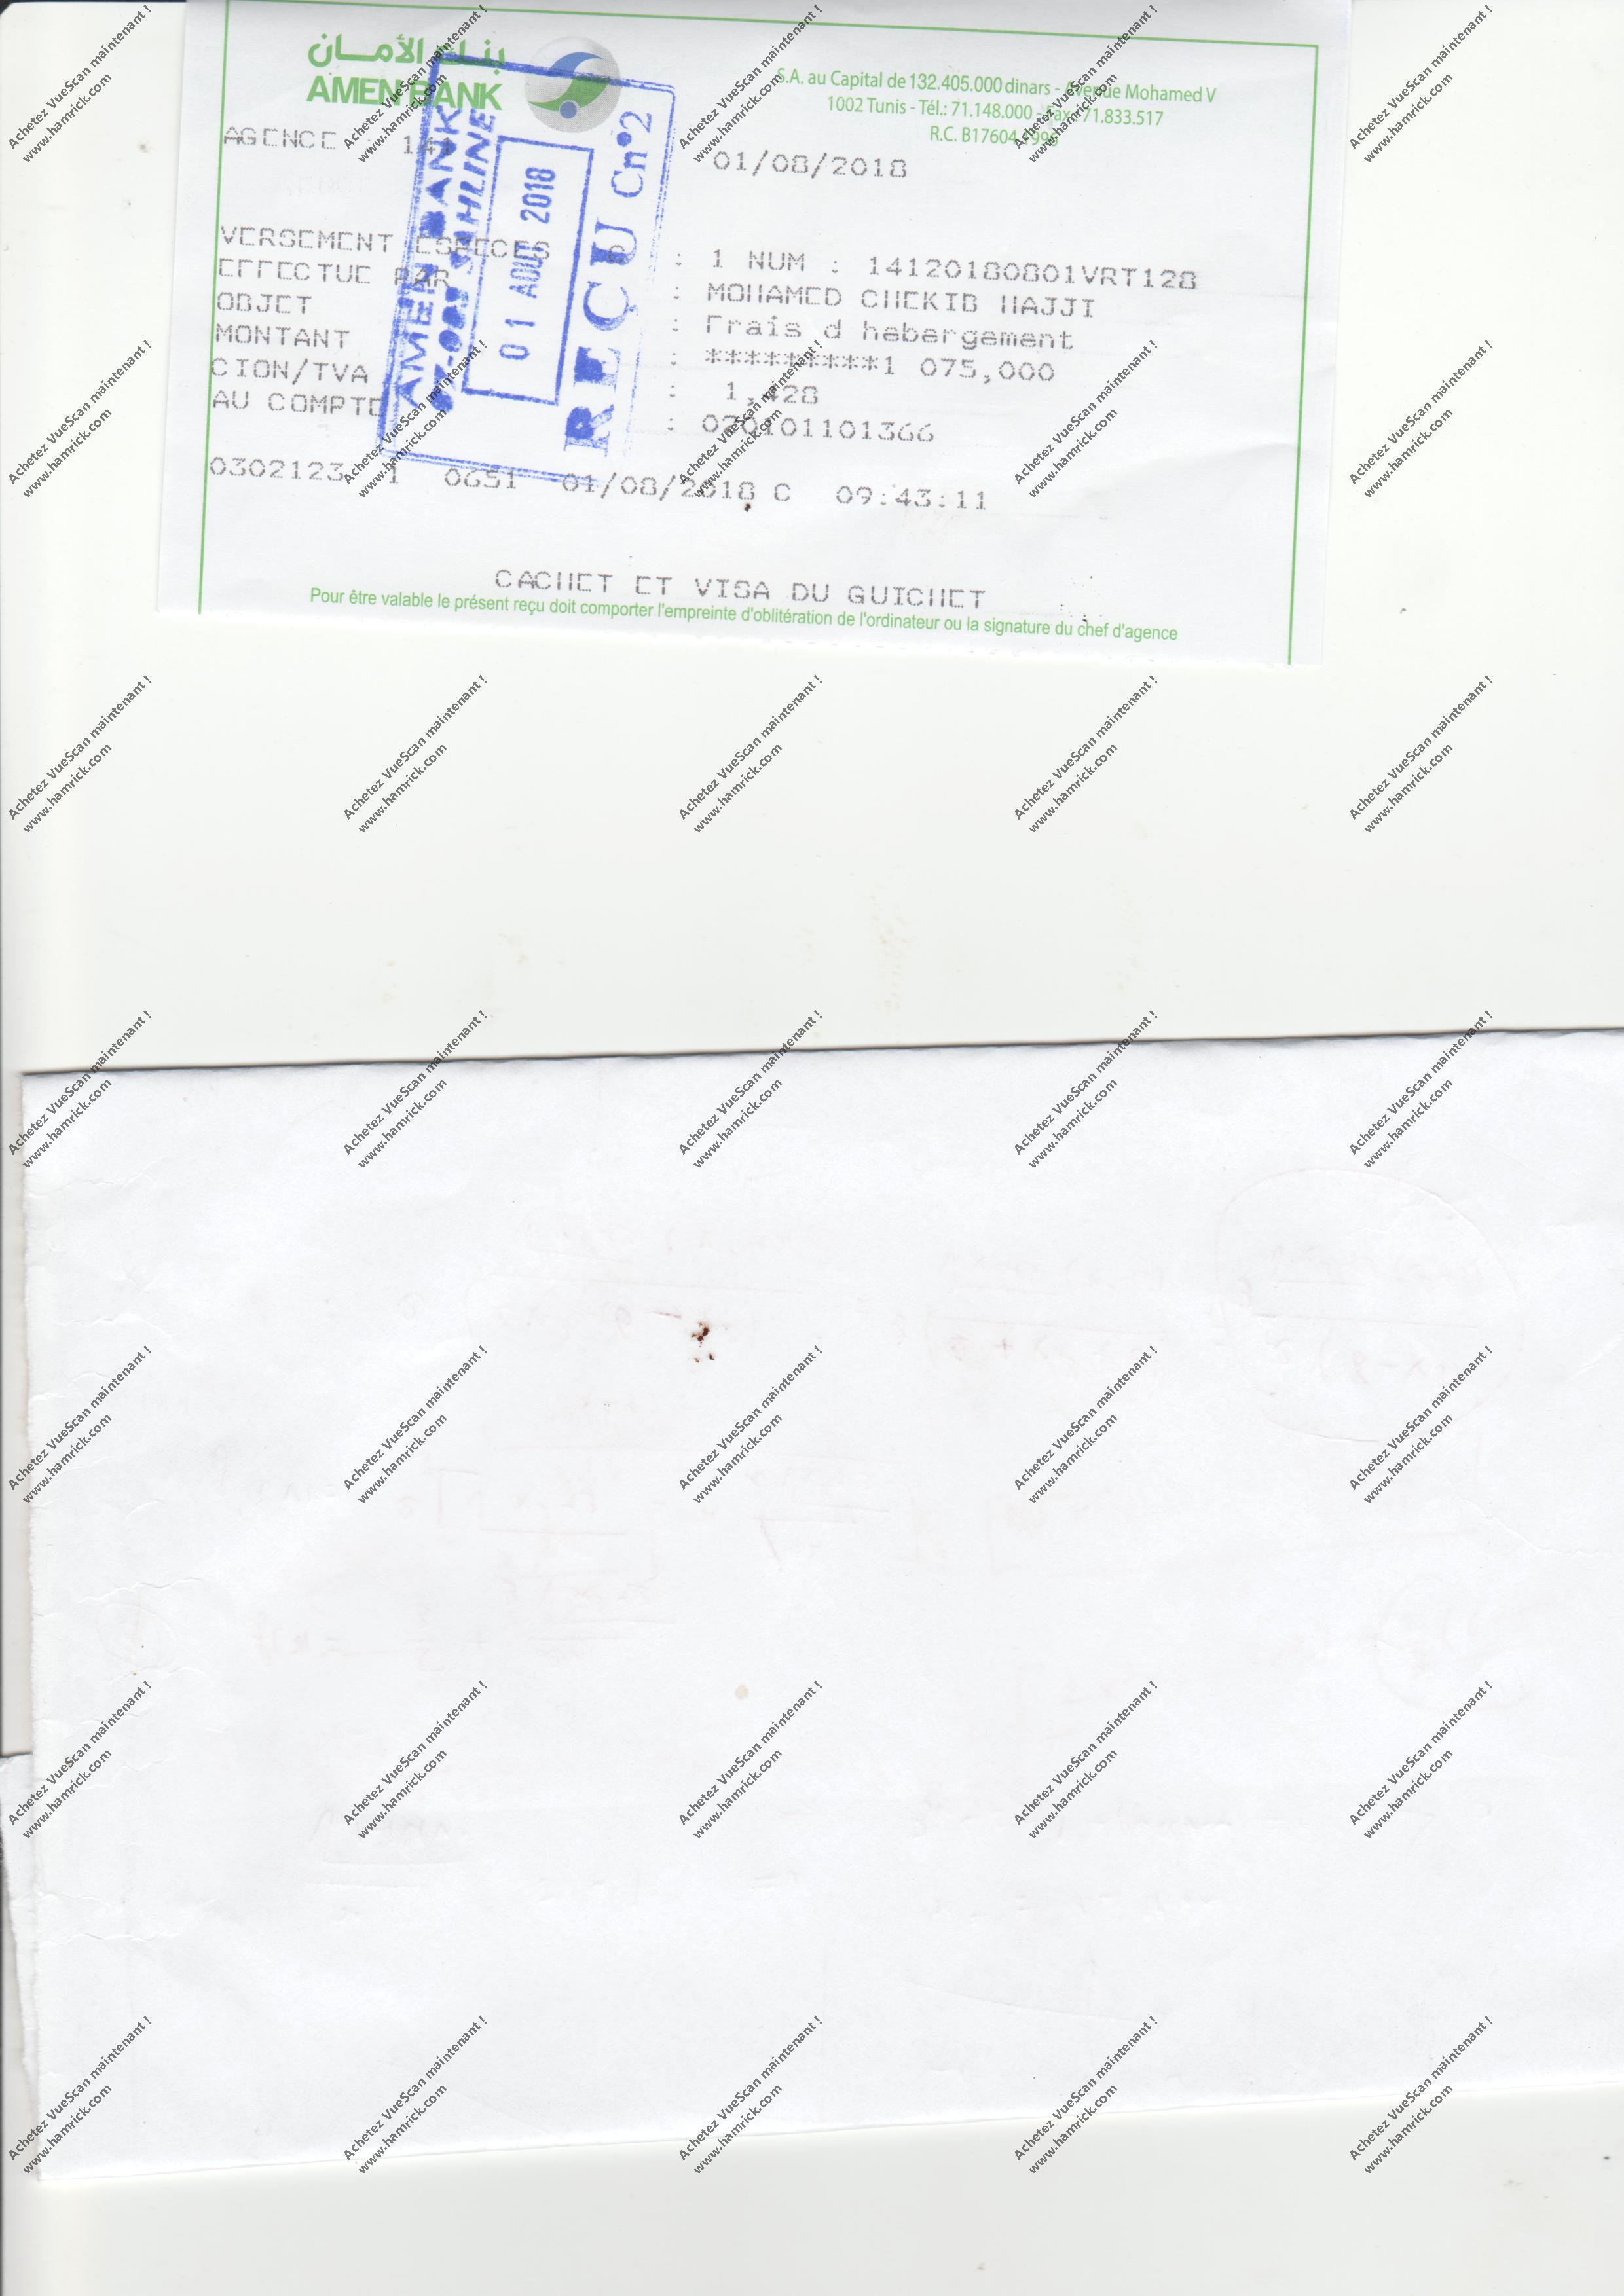 بنك الأمان
AMEN BANK
S.A. au Capital de 132.405.000 dinars - Avenue Mohamed V
1002 Tunis - Tél.: 71.148.000 - Fax: 71.833.517
R.C. B17604 1996
AGENCE : 141
01/08/2018
VERSEMENT ESPECES : 1 NUM : 14120180801VRT128
EFFECTUE PAR : MOHAMED CHEKIB HAJJI
OBJET : Frais d hebergement
MONTANT : *********1 075,000
CION/TVA : 1,428
AU COMPTE
0302123 1 0651 01/08/2018 C 09:43:11
CACHET ET VISA DU GUICHET
Pour être valable le présent reçu doit comporter l'empreinte d'oblitération de l'ordinateur ou la signature du chef d'agence
AMEN BANK
SAHLINE
01 AOUT 2018
REÇU Cn°2
Achetez VueScan maintenant !
www.hamrick.com